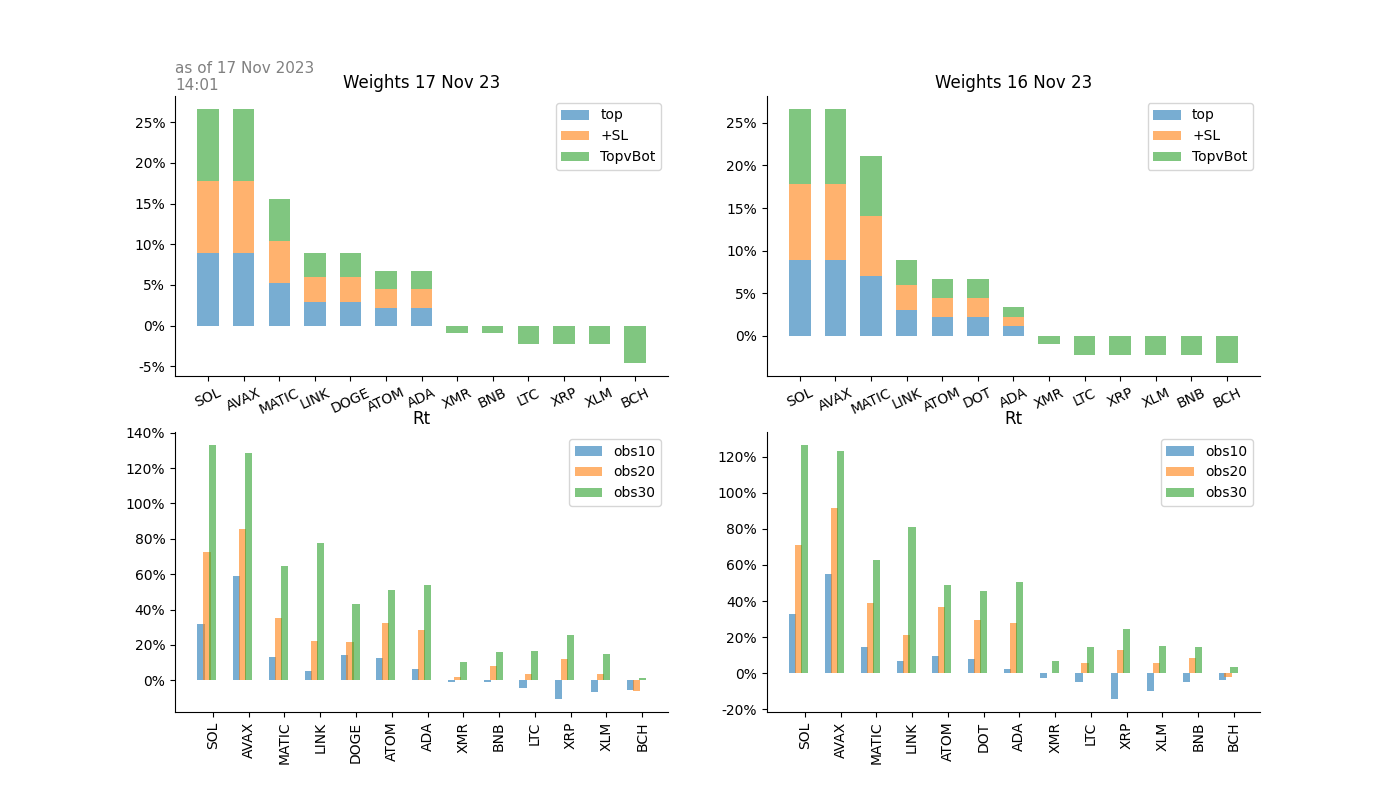 as of 17 Nov 2023
14:01
Weights 17 Nov 23
25%
20%
15%
10%
5%
0%
-5%
top
+SL
TopvBot
SOL AVAX MATIC LINK DOGE ATOM ADA XMR BNB LTC XRP XLM BCH
Weights 16 Nov 23
25%
20%
15%
10%
5%
0%
top
+SL
TopvBot
SOL AVAX MATIC LINK ATOM DOT ADA XMR LTC XRP XLM BNB BCH
Rt
140%
120%
100%
80%
60%
40%
20%
0%
obs10
obs20
obs30
SOL AVAX MATIC LINK DOGE ATOM ADA XMR BNB LTC XRP XLM BCH
Rt
120%
100%
80%
60%
40%
20%
0%
-20%
obs10
obs20
obs30
SOL AVAX MATIC LINK ATOM DOT ADA XMR LTC XRP XLM BNB BCH